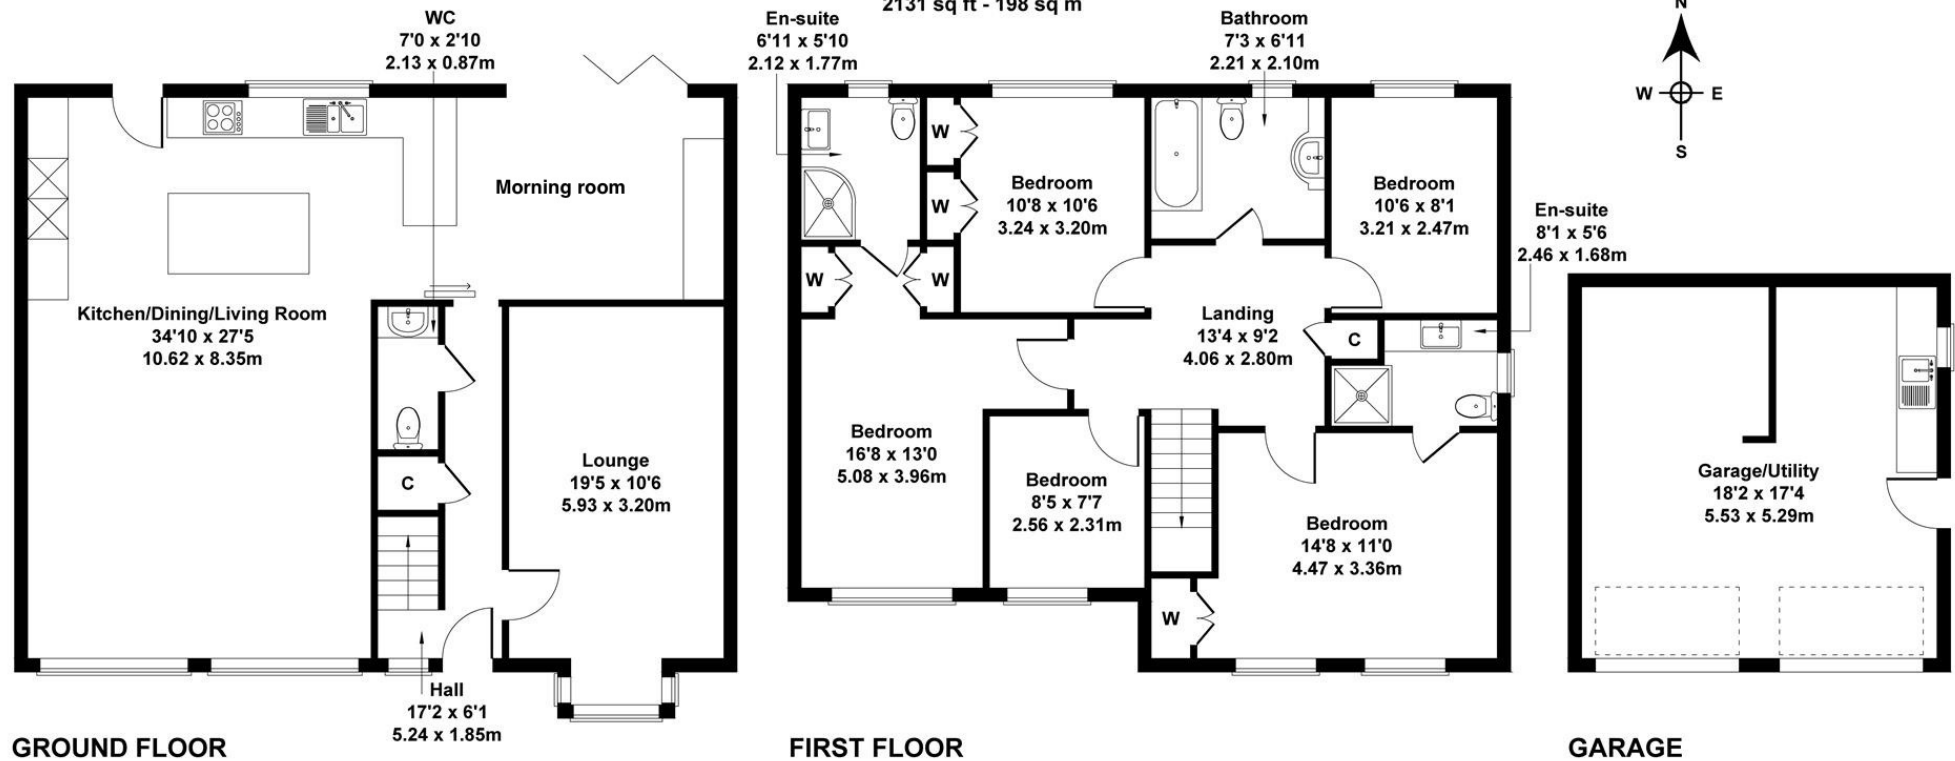 2131 sq ft - 198 sq m
WC
7'0 x 2'10
2.13 x 0.87m
Morning room
Kitchen/Dining/Living Room
34'10 x 27'5
10.62 x 8.35m
C
Lounge
19'5 x 10'6
5.93 x 3.20m
Hall
17'2 x 6'1
5.24 x 1.85m
GROUND FLOOR
En-suite
6'11 x 5'10
2.12 x 1.77m
Bathroom
7'3 x 6'11
2.21 x 2.10m
W
W
W
W
Bedroom
10'8 x 10'6
3.24 x 3.20m
Bedroom
10'6 x 8'1
3.21 x 2.47m
En-suite
8'1 x 5'6
2.46 x 1.68m
Landing
13'4 x 9'2
4.06 x 2.80m
C
Bedroom
16'8 x 13'0
5.08 x 3.96m
Bedroom
8'5 x 7'7
2.56 x 2.31m
Bedroom
14'8 x 11'0
4.47 x 3.36m
W
FIRST FLOOR
N
W E
S
Garage/Utility
18'2 x 17'4
5.53 x 5.29m
GARAGE